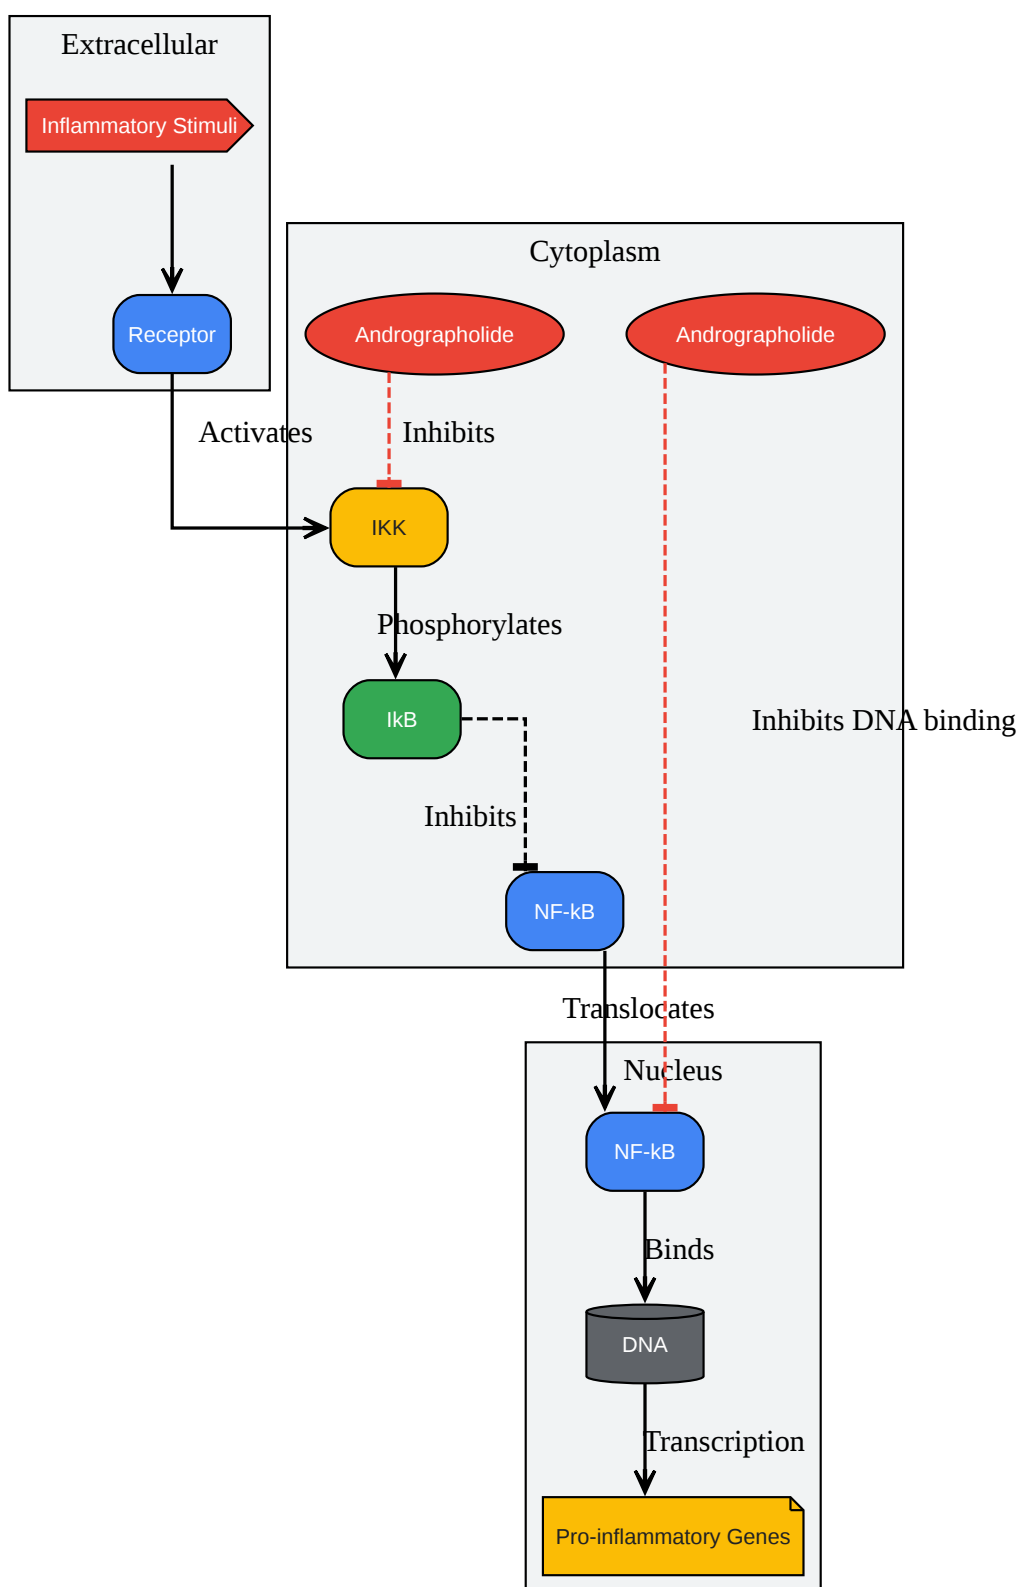 Extracellular
Inflammatory Stimuli
Cytoplasm
Receptor
Andrographolide
Andrographolide
Activates
Inhibits
IKK
Phosphorylates
IkB
Inhibits DNA binding
Inhibits
NF-kB
Translocates
Nucleus
NF-kB
Binds
DNA
Transcription
Pro-inflammatory Genes